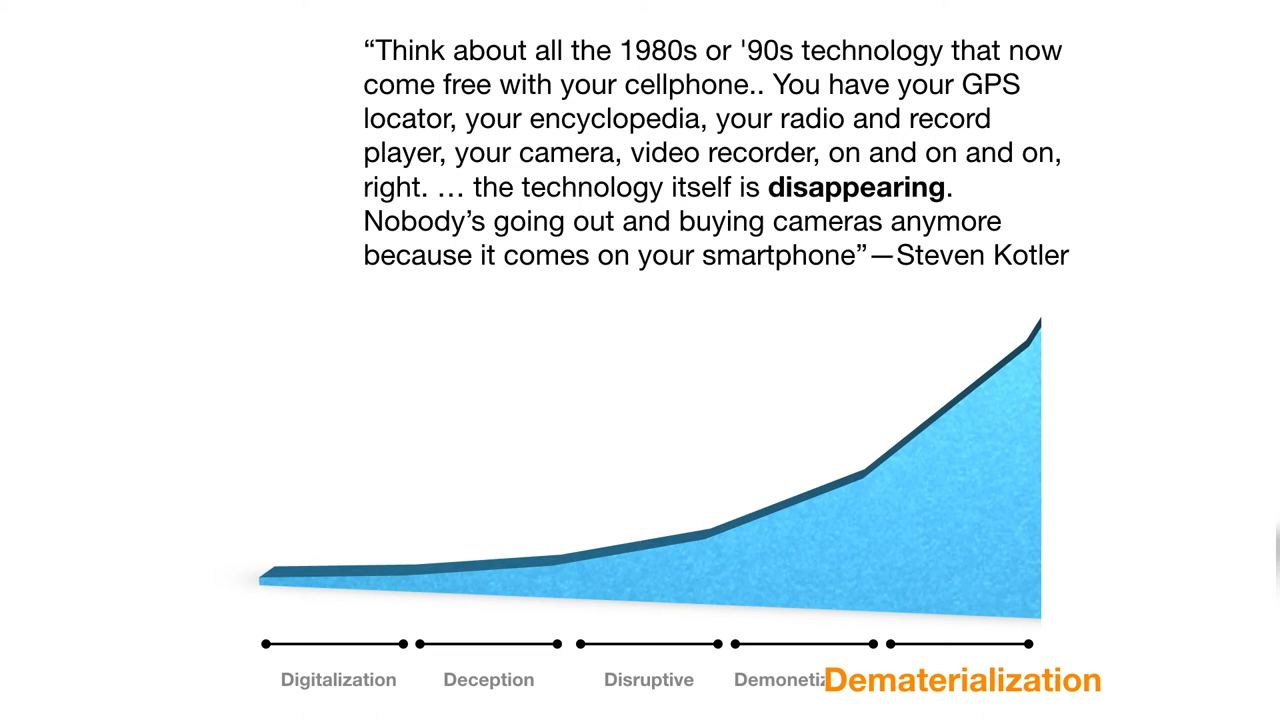 “Think about all the 1980s or '90s technology that now
come free with your cellphone.. You have your GPS
locator, your encyclopedia, your radio and record
player, your camera, video recorder, on and on and on,
right. … the technology itself is disappearing.
Nobody’s going out and buying cameras anymore
because it comes on your smartphone”—Steven Kotler
Digitalization Deception Disruptive Dematerialization